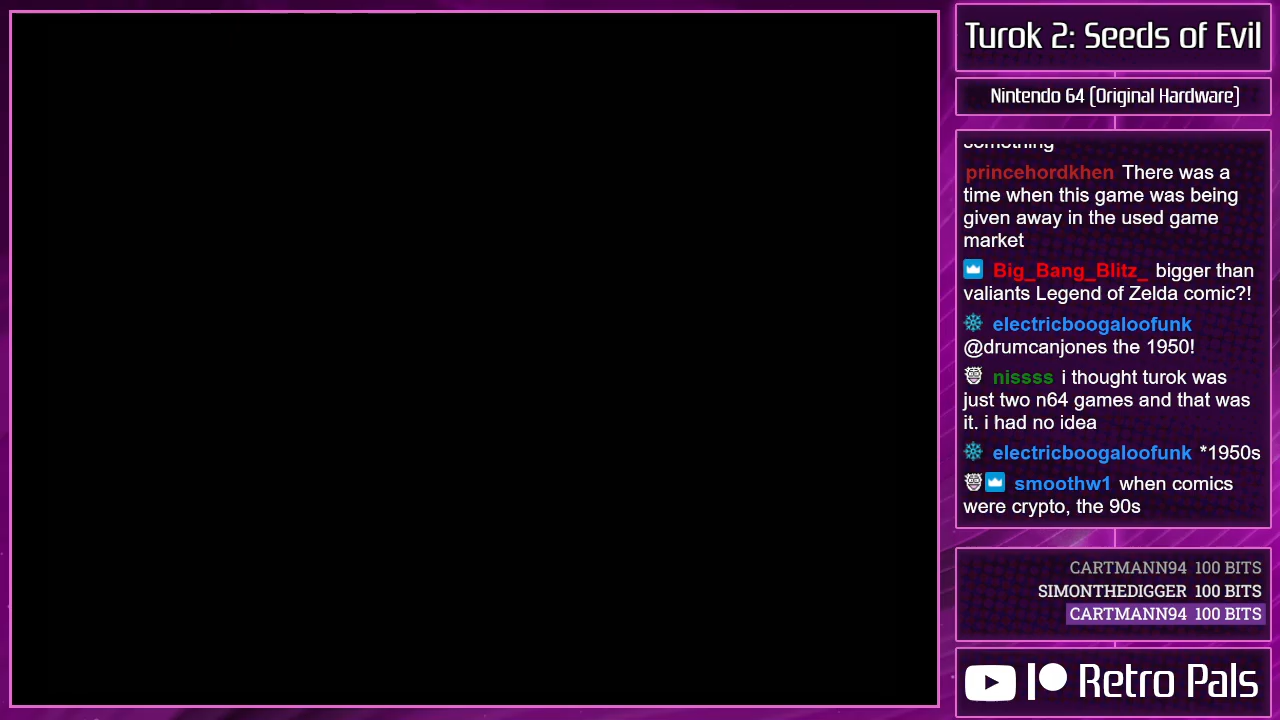 Turok 2: Seeds of Evil
Nintendo 64 (Original Hardware)
something
princehordkhen There was a
time when this game was being
given away in the used game
market
Big_Bang_Blitz_ bigger than
valiants Legend of Zelda comic?!
electricboogaloofunk
@drumcanjones the 1950!
nissss i thought turok was
just two n64 games and that was
it. i had no idea
electricboogaloofunk *1950s
smoothw1 when comics
were crypto, the 90s
CARTMANN94 100 BITS
SIMONTHEDIGGER 100 BITS
CARTMANN94 100 BITS
Retro Pals